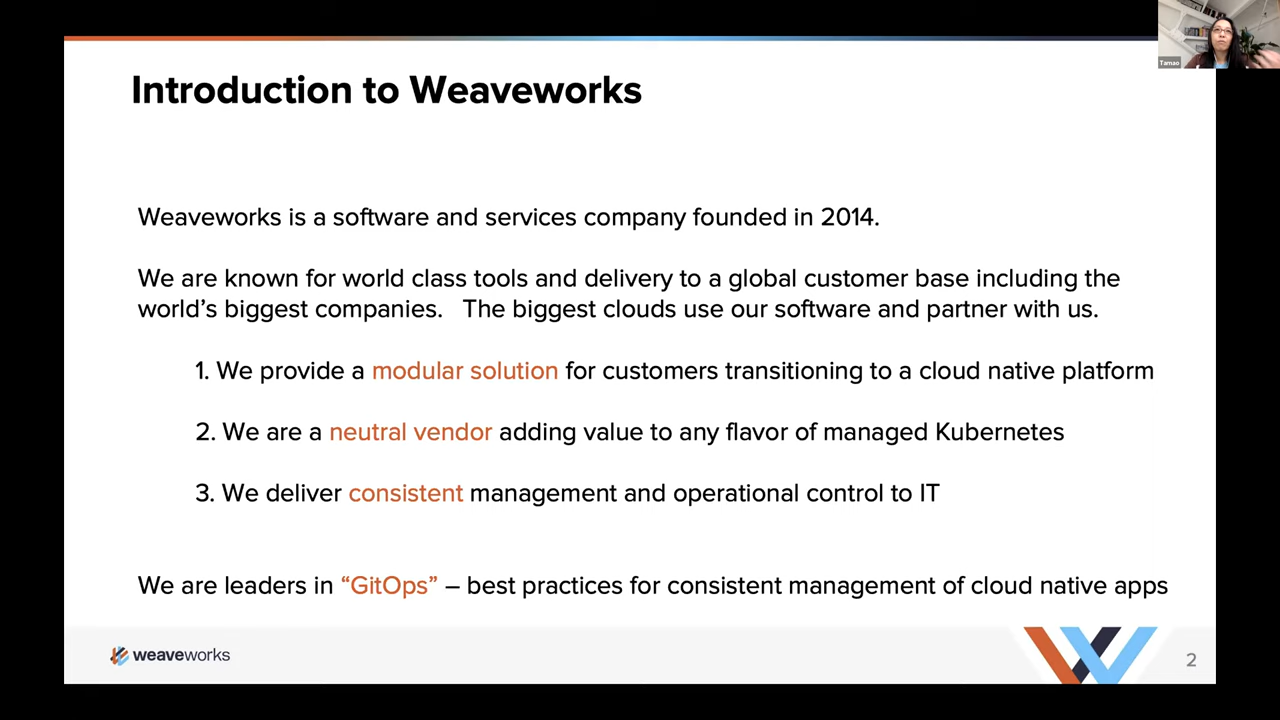 Tamao
Introduction to Weaveworks
Weaveworks is a software and services company founded in 2014.
We are known for world class tools and delivery to a global customer base including the
world’s biggest companies.   The biggest clouds use our software and partner with us.
1. We provide a modular solution for customers transitioning to a cloud native platform
2. We are a neutral vendor adding value to any flavor of managed Kubernetes
3. We deliver consistent management and operational control to IT
We are leaders in “GitOps” – best practices for consistent management of cloud native apps
weaveworks
2